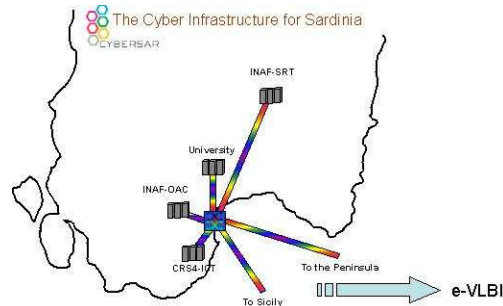 The Cyber Infrastructure for Sardinia
CYBERSAR
INAF-SRT
University
INAF-OAC
CRS4-ICT
To the Peninsula
To Sicily
e-VLBI